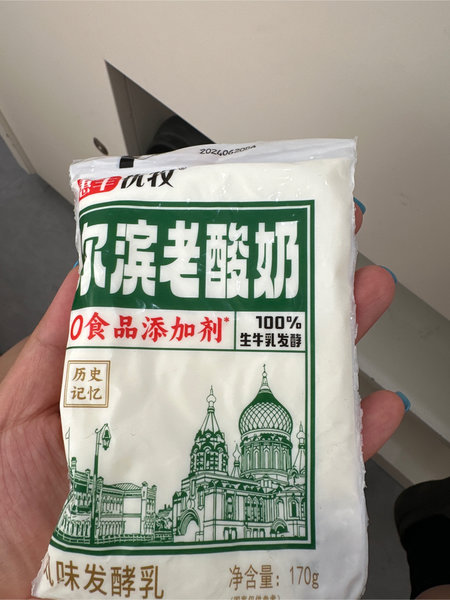 20240620BA
优牧
尔滨老酸奶
0食品添加剂*
100%
生牛乳发酵
历史
记忆
风味发酵乳
净含量：170g